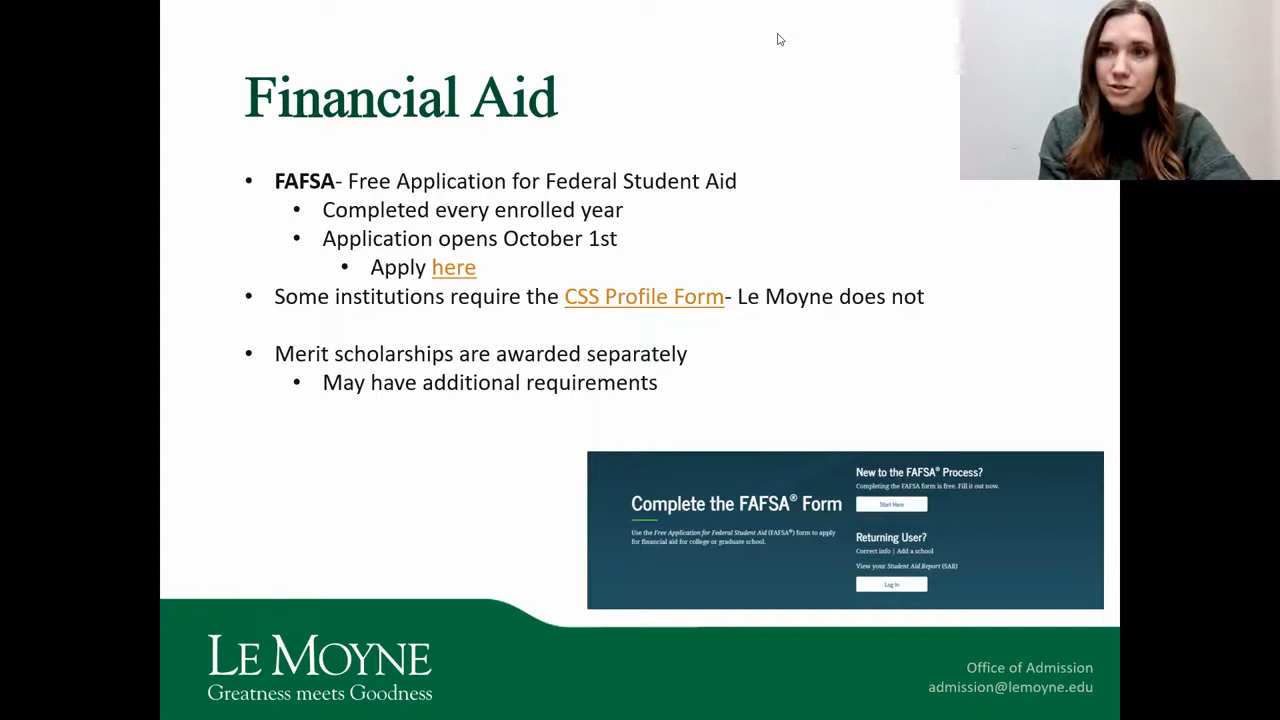 Financial Aid
• FAFSA- Free Application for Federal Student Aid
• Completed every enrolled year
• Application opens October 1st
• Apply here
• Some institutions require the CSS Profile Form- Le Moyne does not
• Merit scholarships are awarded separately
• May have additional requirements
Complete the FAFSA® Form
Use the Free Application for Federal Student Aid (FAFSA®) form to apply
for financial aid for college or graduate school.
New to the FAFSA® Process?
Completing the FAFSA form is free. Fill it out now.
Start Here
Returning User?
Correct info | Add a school
View your Student Aid Report (SAR)
Log In
LE MOYNE
Greatness meets Goodness
Office of Admission
admission@lemoyne.edu